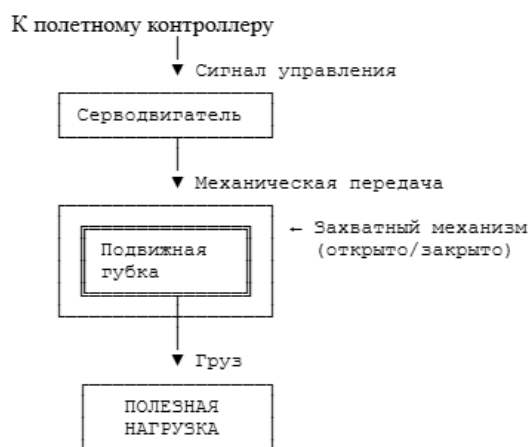 К полетному контроллеру
Сигнал управления
Серводвигатель
Механическая передача
← Захватный механизм
(открыто/закрыто)
Подвижная
губка
Груз
ПОЛЕЗНАЯ
НАГРУЗКА